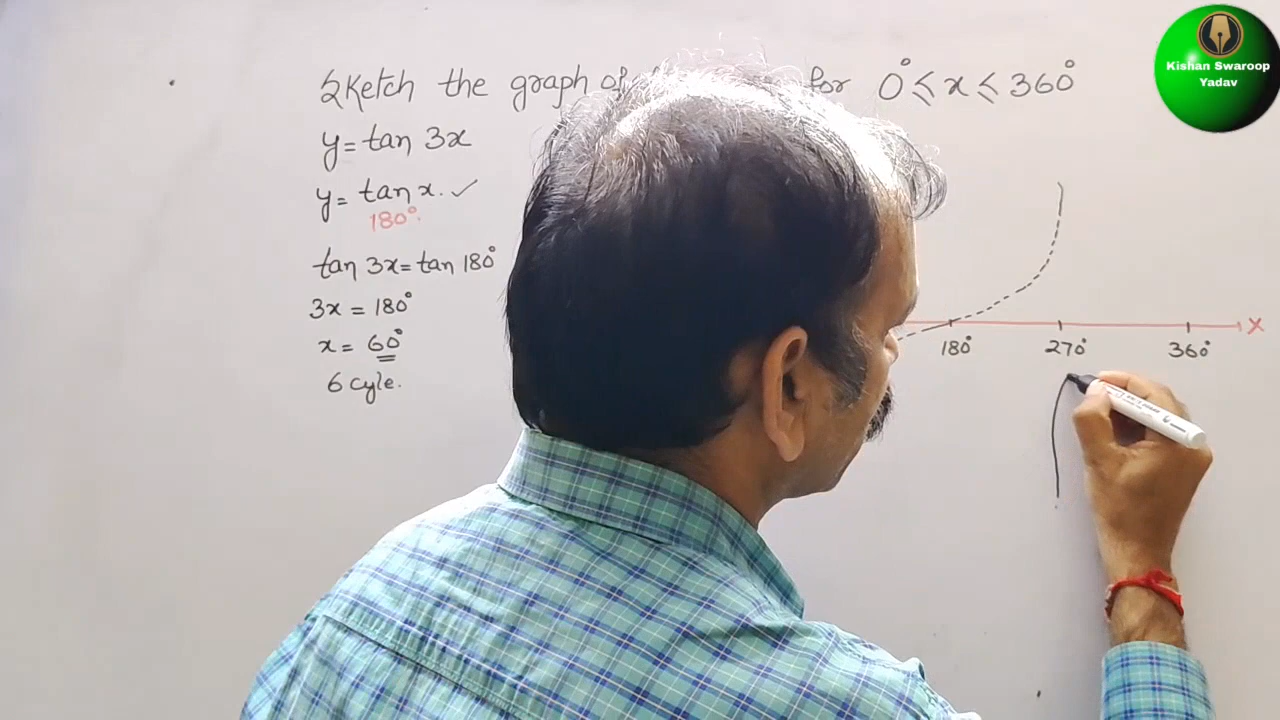 Sketch the graph of for 0° ≤ x ≤ 360°
y = tan 3x
y = tan x. ✓
180°.
tan 3x = tan 180°
3x = 180°
x = 60°
6 cyle.
X
180° 270° 360°
Kishan Swaroop
Yadav